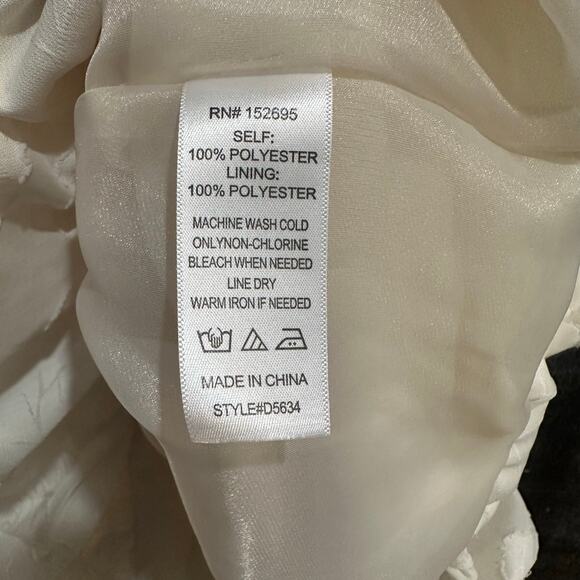 RN# 152695
SELF:
100% POLYESTER
LINING:
100% POLYESTER
MACHINE WASH COLD
ONLYNON-CHLORINE
BLEACH WHEN NEEDED
LINE DRY
WARM IRON IF NEEDED
MADE IN CHINA
STYLE#D5634